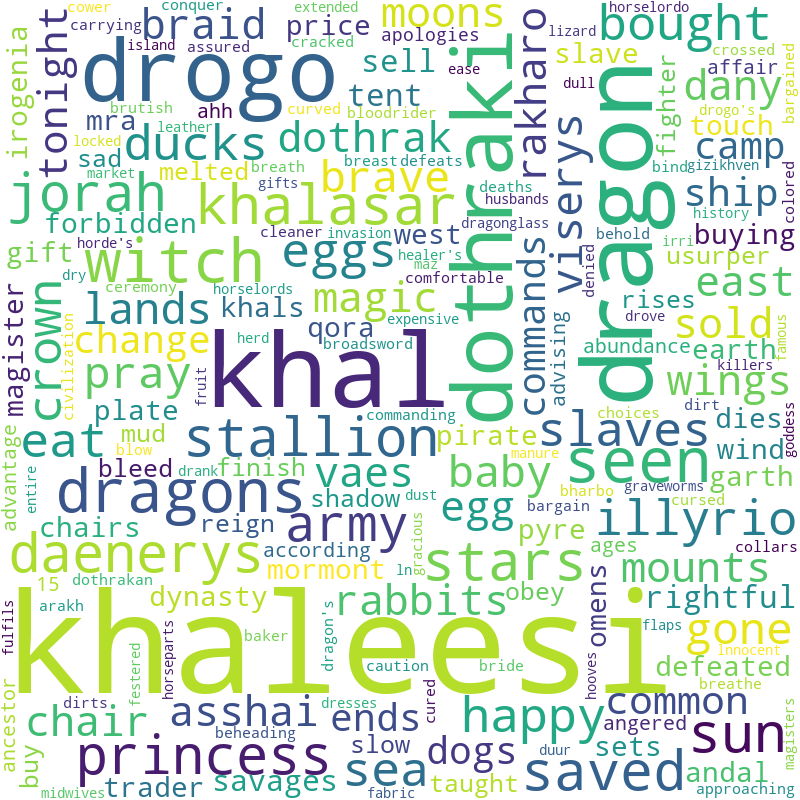 cower
conquer
extended
horselordo
carrying
braid
price
moons
bought
island
assured
cracked
apologies
lizard
crossed
bargained
tonight
drogo
sell
ease
dothraki
rakharo
slave
affair
irogenia
brutish
ahh
curved
tent
bloodrider
dull
dragon
fighter
dany
drogo's
mra
leather
ducks
dothrak
touch
locked
sad
camp
market
melted
breath
breast
defeats
bind
gizikhven
colored
jorah
gifts
brave
deaths
viserys
ship
forbidden
khalasar
husbands
history
gift
horde's
witch
cleaner
invasion
west
dragonglass
behold
buying
eggs
healer's
denied
irri
usurper
dry
ceremony
maz
comfortable
commands
east
magister
crown
lands
khals
horselords
magic
advising
rises
drove
sold
civilization
change
herd
qora
expensive
abundance
earth
famous
khal
broadsword
pray
fruit
killers
wings
plate
stallion
commanding
choices
dirt
dies
goddess
eat
mud
pirate
slaves
advantage
blow
manure
seen
wind
entire
bleed
drank
finish
vaes
baby
bharbo
graveworms
garth
dragons
shadow
dust
egg
bargain
cursed
illyrio
chairs
reign
army
gracious
pyre
collars
daenerys
according
stars
ages
mounts
15
dothrakan
mormont
ln
omens
fulfils
arakh
dynasty
rabbits
obey
rightful
khaleesi
flaps
gone
festered
baker
dragon's
horseparts
caution
bride
hooves
lnnocent
defeated
breathe
ancestor
dirts
asshai
dresses
cured
common
chair
ends
happy
angered
sun
buy
beheading
princess
slow
dogs
duur
sets
andal
magisters
trader
savages
sea
taught
saved
midwives
fabric
approaching